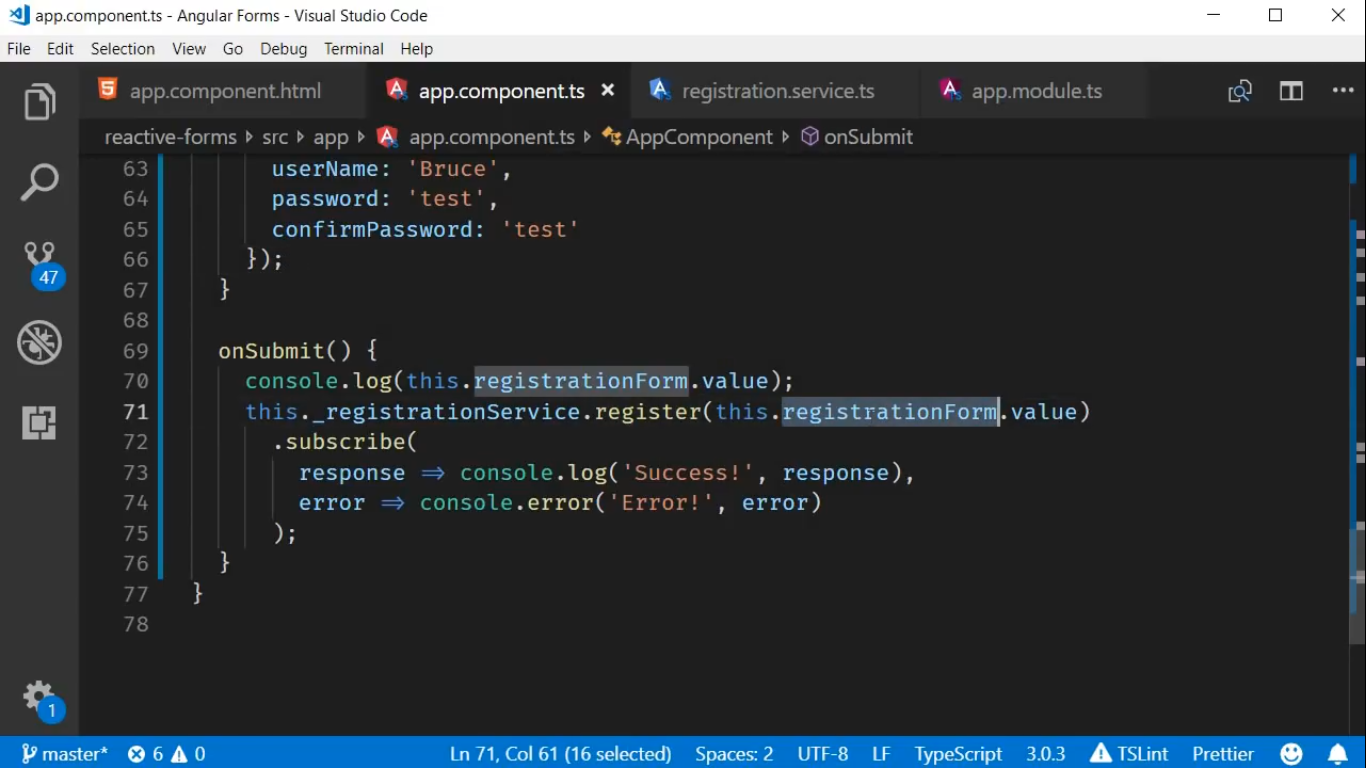 app.component.ts - Angular Forms - Visual Studio Code
File Edit Selection View Go Debug Terminal Help
app.component.html app.component.ts registration.service.ts app.module.ts
reactive-forms src app app.component.ts AppComponent onSubmit
63 userName: 'Bruce',
64 password: 'test',
65 confirmPassword: 'test'
66 });
67 }
68
69 onSubmit() {
70 console.log(this.registrationForm.value);
71 this._registrationService.register(this.registrationForm.value)
72 .subscribe(
73 response ⇒ console.log('Success!', response),
74 error ⇒ console.error('Error!', error)
75 );
76 }
77 }
78
47
1
master* 6 0 Ln 71, Col 61 (16 selected) Spaces: 2 UTF-8 LF TypeScript 3.0.3 TSLint Prettier